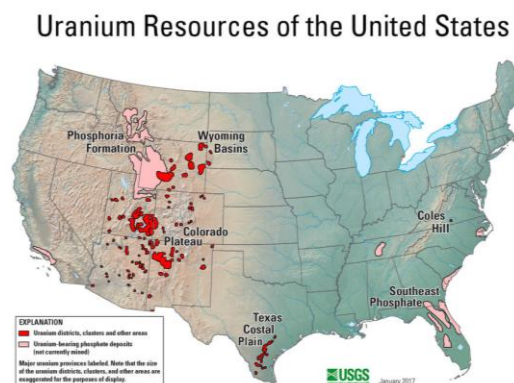 Uranium Resources of the United States
Phosphoria
Formation
Wyoming
Basins
Colorado
Plateau
Coles
Hill
Southeast
Phosphate
Texas
Costal
Plain
EXPLANATION
Uranium districts, clusters and other areas
Uranium-bearing phosphate deposits
(not currently mined)
Major uranium provinces labeled. Note that the size
of the uranium districts, clusters, and other areas are
exaggerated for the purposes of display.
USGS
January 2017